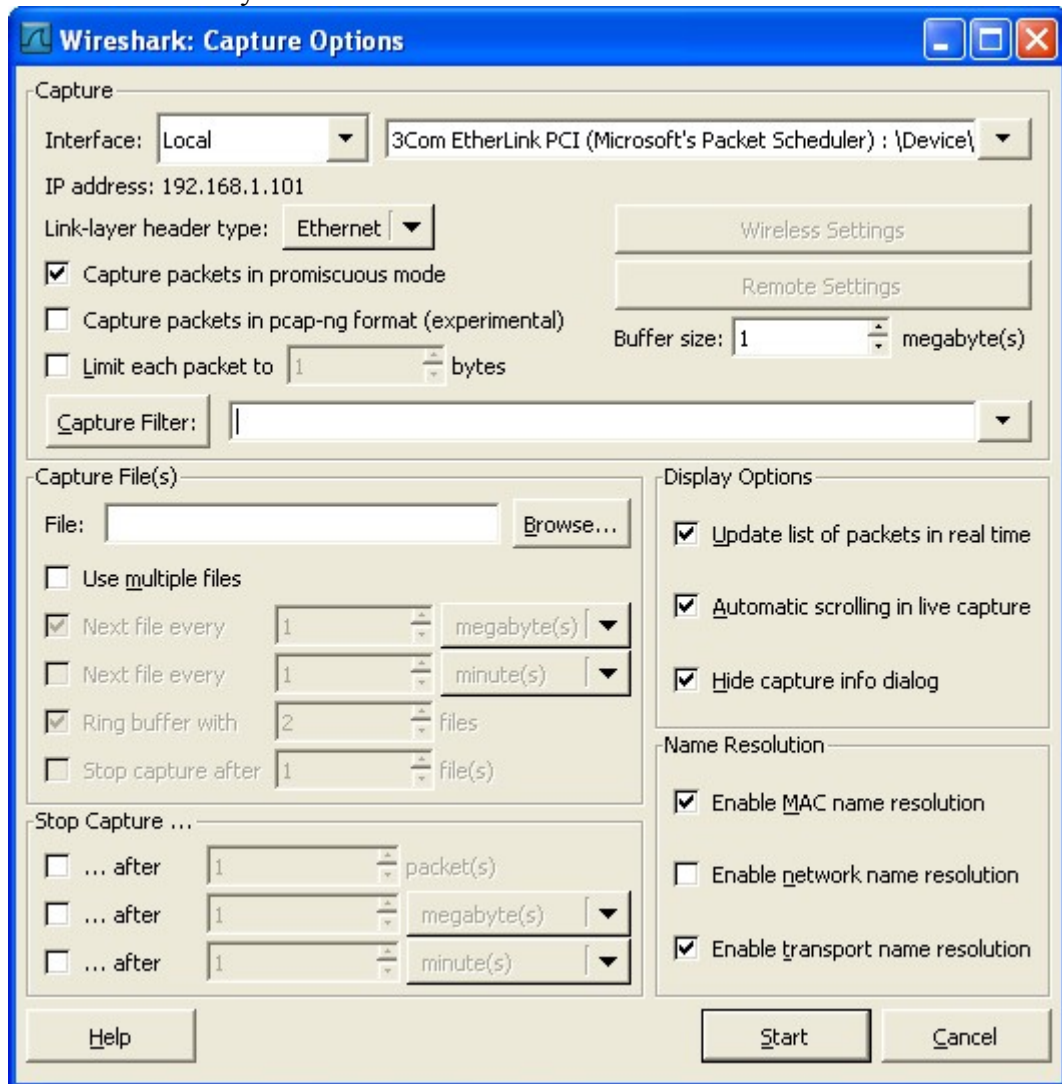 Wireshark: Capture Options
Capture
Interface: Local 3Com EtherLink PCI (Microsoft's Packet Scheduler) : \Device\
IP address: 192.168.1.101
Link-layer header type: Ethernet
Wireless Settings
Capture packets in promiscuous mode
Remote Settings
Capture packets in pcap-ng format (experimental)
Buffer size: 1 megabyte(s)
Limit each packet to 1 bytes
Capture Filter:
Capture File(s)
File: Browse...
Use multiple files
Next file every 1 megabyte(s)
Next file every 1 minute(s)
Ring buffer with 2 files
Stop capture after 1 file(s)
Stop Capture ...
... after 1 packet(s)
... after 1 megabyte(s)
... after 1 minute(s)
Display Options
Update list of packets in real time
Automatic scrolling in live capture
Hide capture info dialog
Name Resolution
Enable MAC name resolution
Enable network name resolution
Enable transport name resolution
Help
Start
Cancel